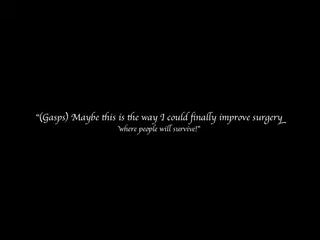 "(Gasps) Maybe this is the way I could finally improve surgery_
"where people will survive!"